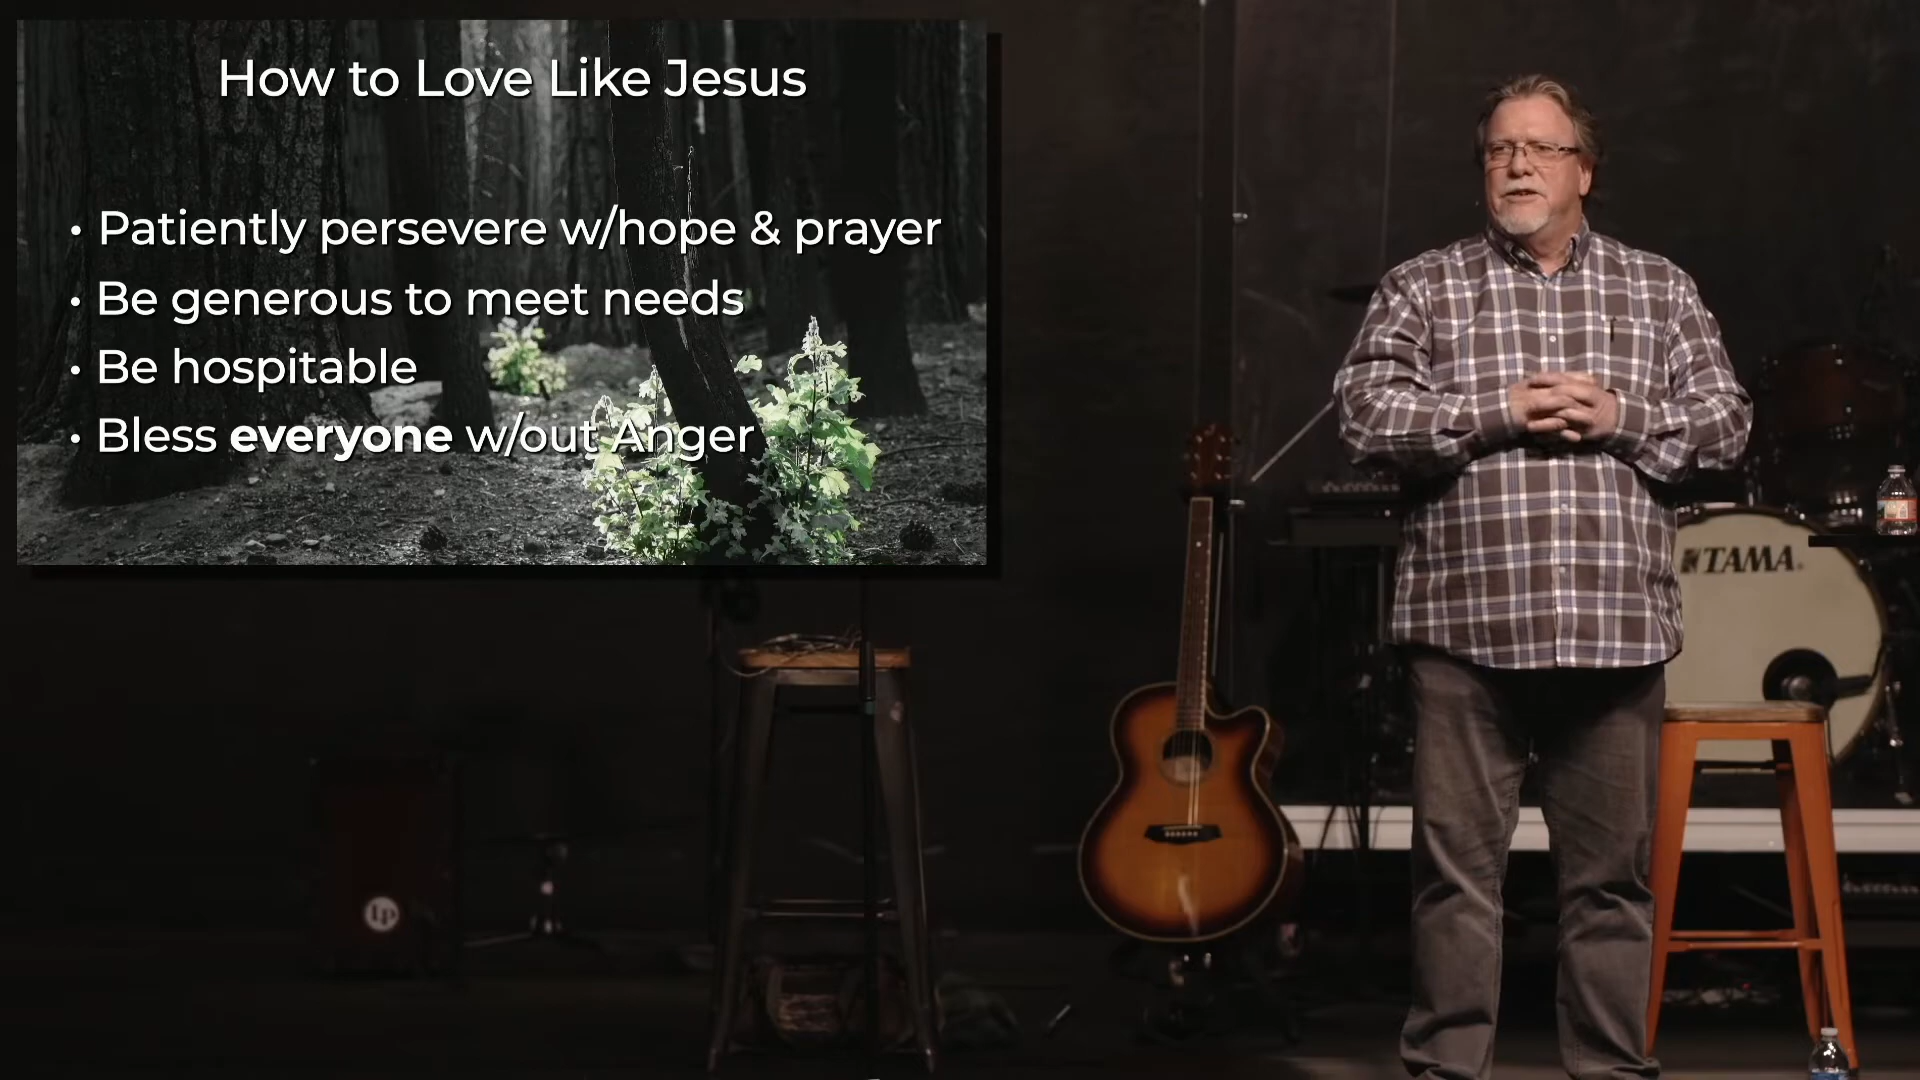 How to Love Like Jesus
• Patiently persevere w/hope & prayer
• Be generous to meet needs
• Be hospitable
• Bless everyone w/out Anger
TAMA
LP